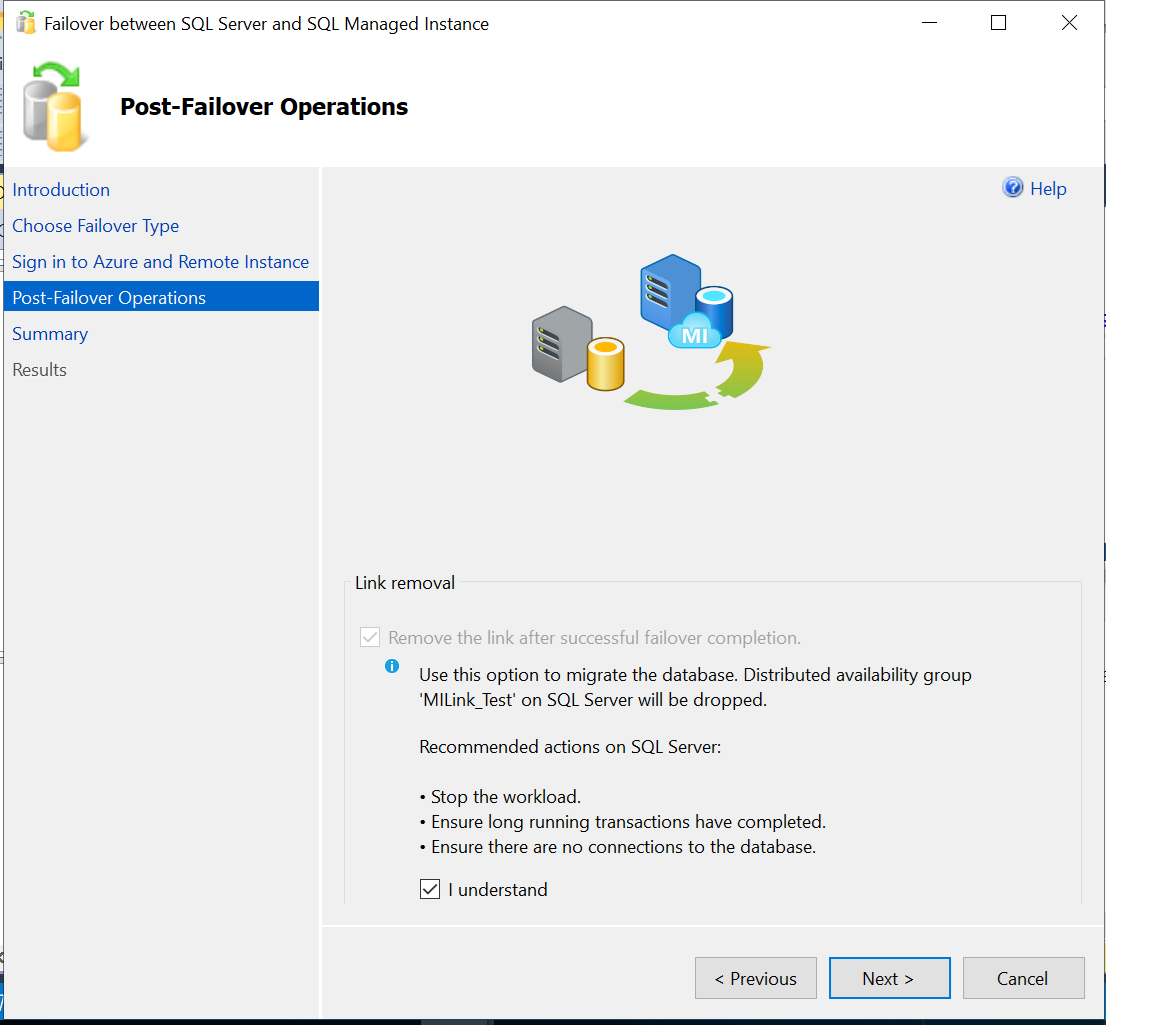 Failover between SQL Server and SQL Managed Instance
Post-Failover Operations
Introduction
Choose Failover Type
Sign in to Azure and Remote Instance
Post-Failover Operations
Summary
Results
Help
MI
Link removal
Remove the link after successful failover completion.
Use this option to migrate the database. Distributed availability group
'MILink_Test' on SQL Server will be dropped.
Recommended actions on SQL Server:
• Stop the workload.
• Ensure long running transactions have completed.
• Ensure there are no connections to the database.
I understand
< Previous
Next >
Cancel